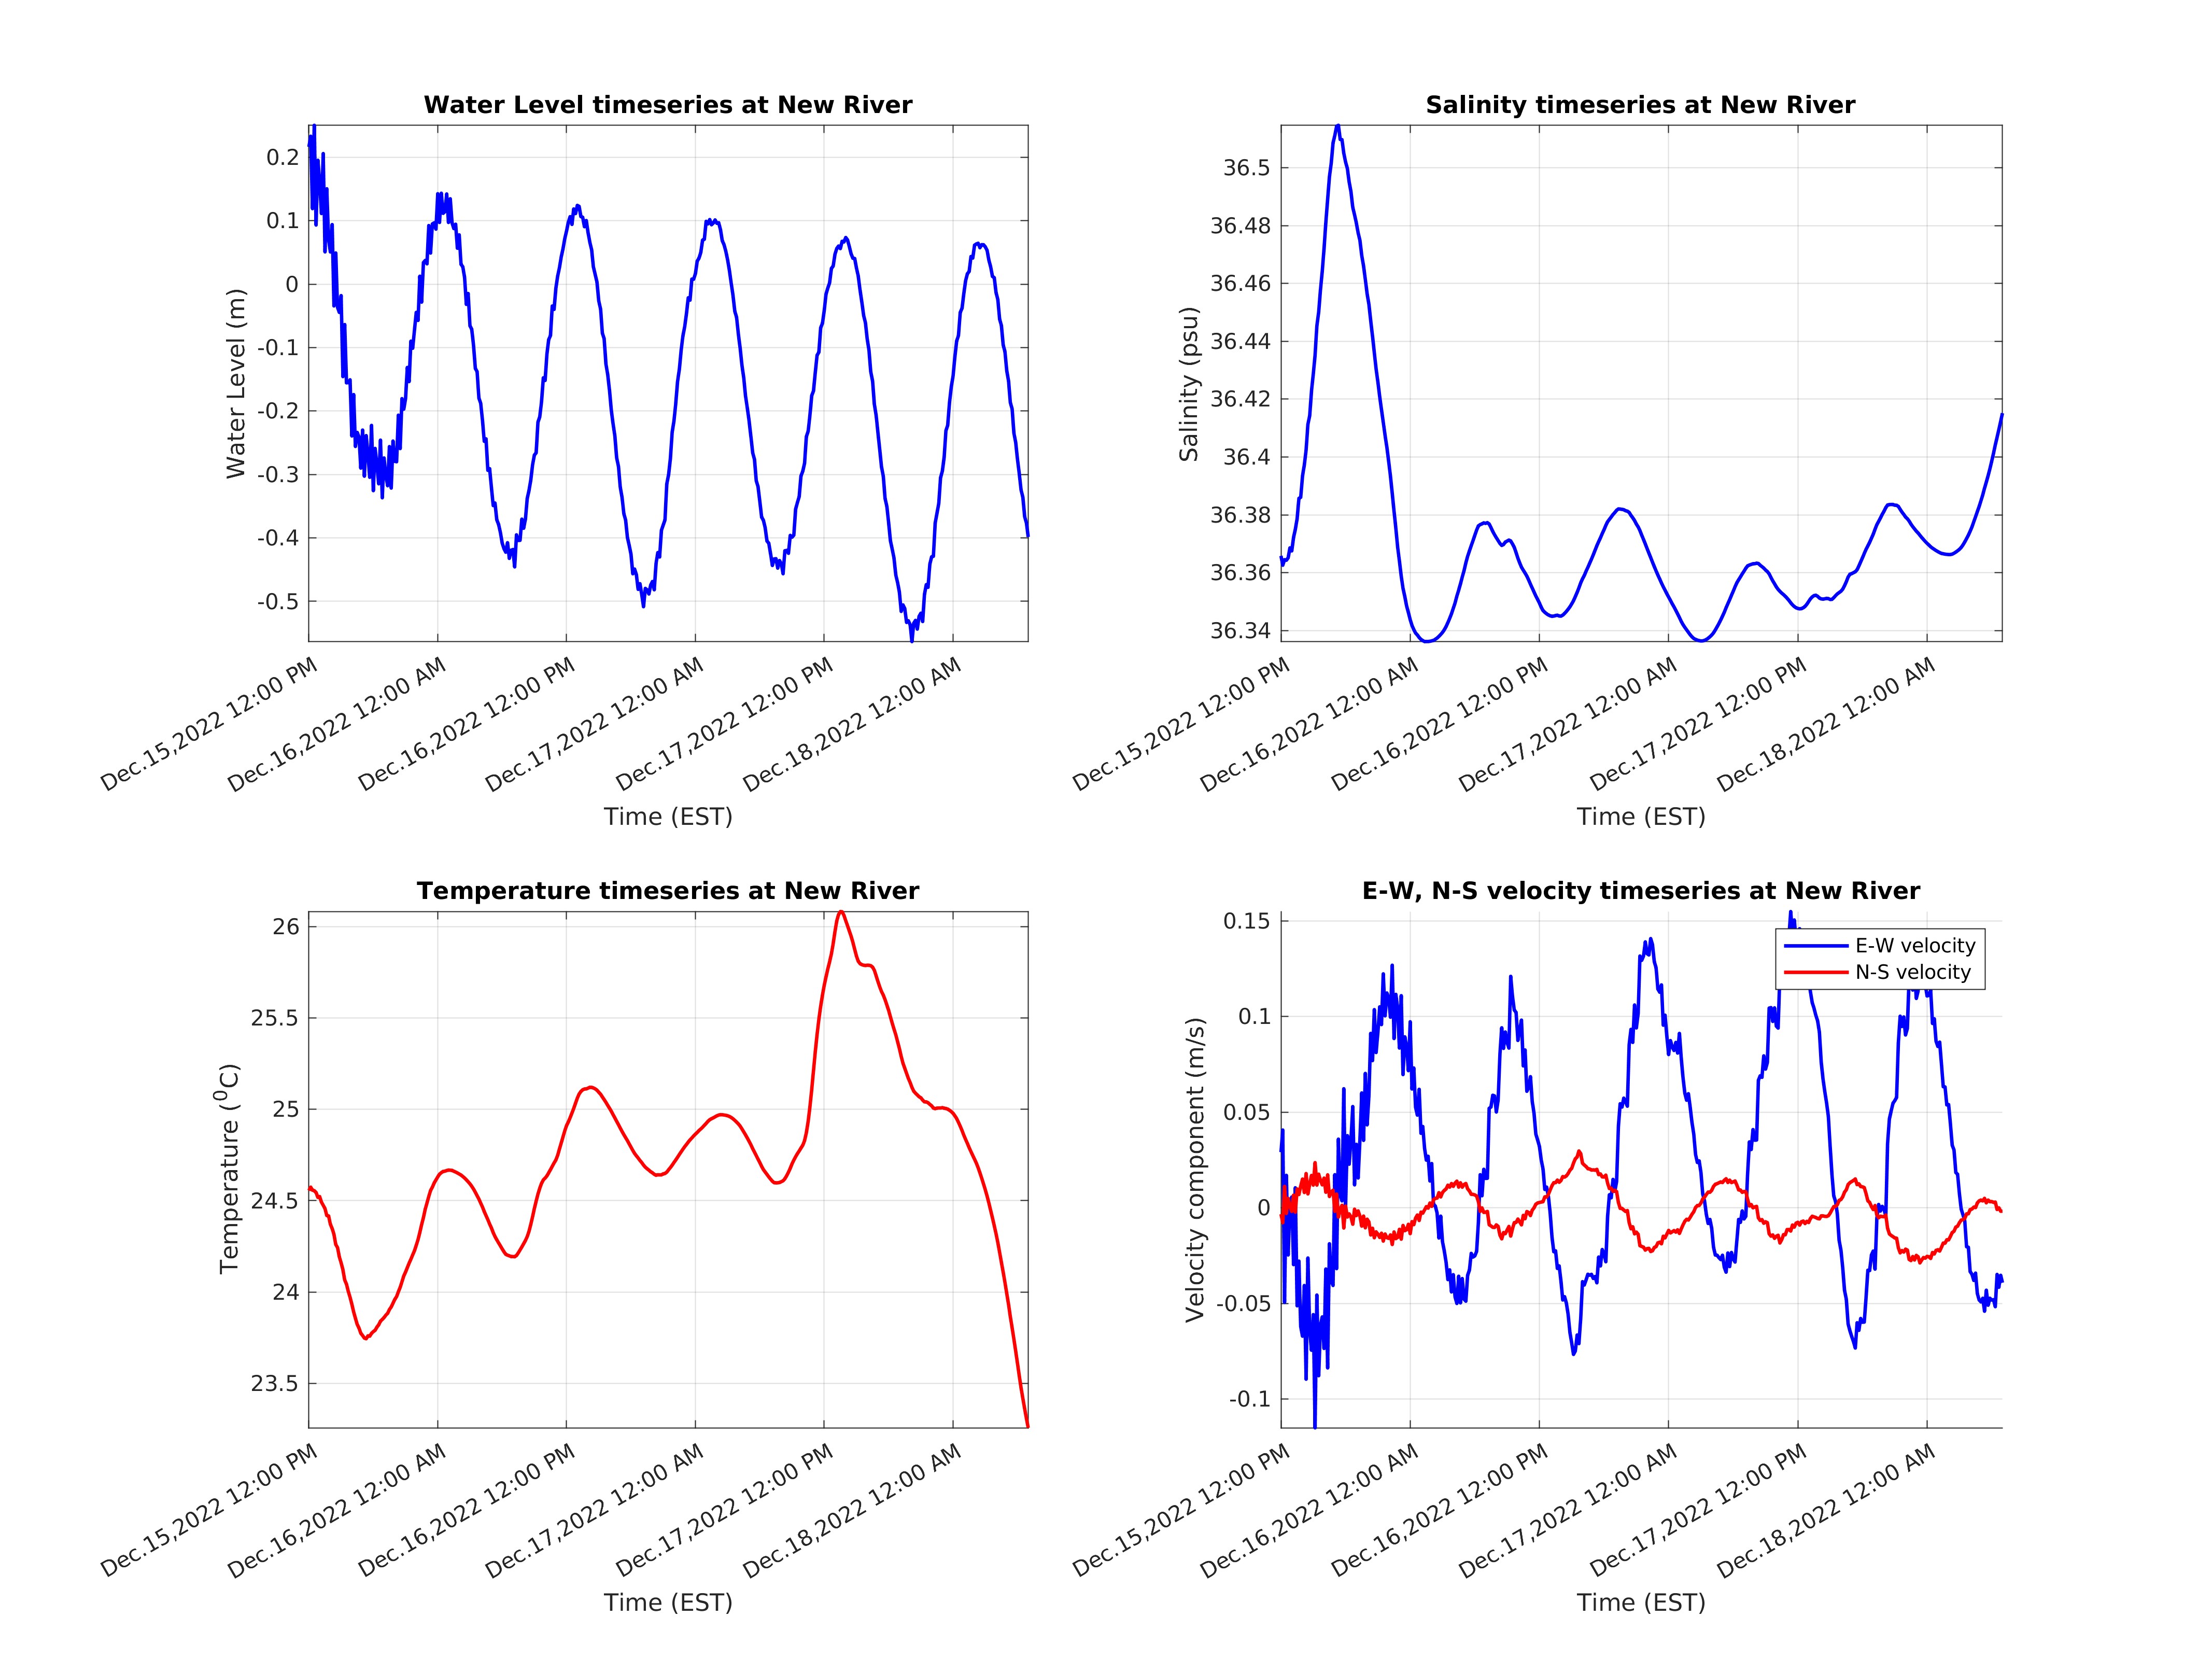 Water Level timeseries at New River
0.2
0.1
0
-0.1
-0.2
-0.3
-0.4
-0.5
Water Level (m)
Dec.15,2022 12:00 PM
Dec.16,2022 12:00 AM
Dec.16,2022 12:00 PM
Dec.17,2022 12:00 AM
Dec.17,2022 12:00 PM
Dec.18,2022 12:00 AM
Time (EST)
Salinity timeseries at New River
36.5
36.48
36.46
36.44
36.42
36.4
36.38
36.36
36.34
Salinity (psu)
Dec.15,2022 12:00 PM
Dec.16,2022 12:00 AM
Dec.16,2022 12:00 PM
Dec.17,2022 12:00 AM
Dec.17,2022 12:00 PM
Dec.18,2022 12:00 AM
Time (EST)
Temperature timeseries at New River
26
25.5
25
24.5
24
23.5
Temperature (⁰C)
Dec.15,2022 12:00 PM
Dec.16,2022 12:00 AM
Dec.16,2022 12:00 PM
Dec.17,2022 12:00 AM
Dec.17,2022 12:00 PM
Dec.18,2022 12:00 AM
Time (EST)
E-W, N-S velocity timeseries at New River
0.15
0.1
0.05
0
-0.05
-0.1
Velocity component (m/s)
E-W velocity
N-S velocity
Dec.15,2022 12:00 PM
Dec.16,2022 12:00 AM
Dec.16,2022 12:00 PM
Dec.17,2022 12:00 AM
Dec.17,2022 12:00 PM
Dec.18,2022 12:00 AM
Time (EST)